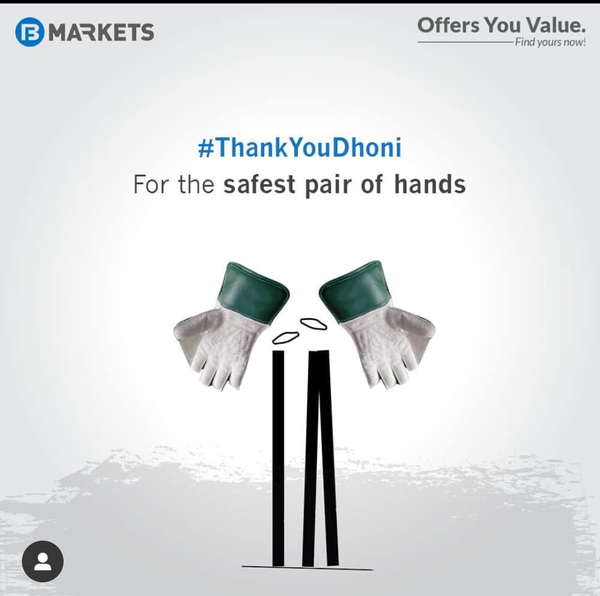 B MARKETS
Offers You Value.
Find yours now!
#ThankYouDhoni
For the safest pair of hands